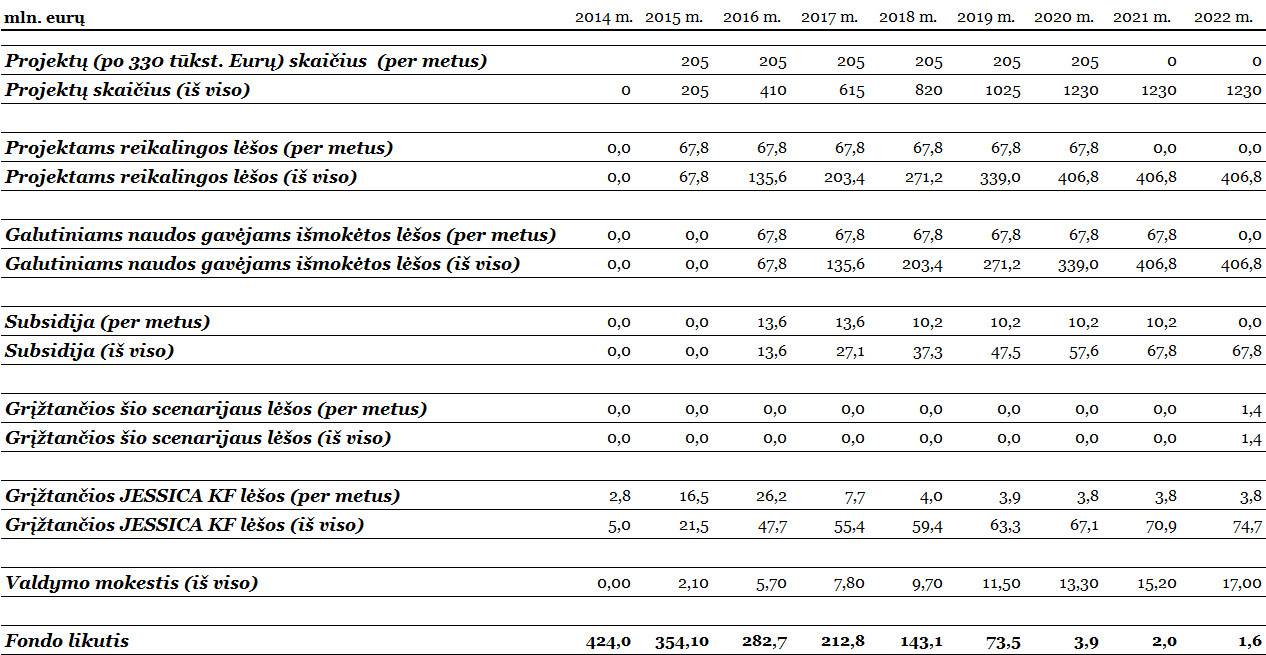 mln. eurų 2014 m. 2015 m. 2016 m. 2017 m. 2018 m. 2019 m. 2020 m. 2021 m. 2022 m.
Projektų (po 330 tūkst. Eurų) skaičius (per metus) 205 205 205 205 205 205 0 0
Projektų skaičius (iš viso) 0 205 410 615 820 1025 1230 1230 1230
Projektams reikalingos lėšos (per metus) 0,0 67,8 67,8 67,8 67,8 67,8 67,8 0,0 0,0
Projektams reikalingos lėšos (iš viso) 0,0 67,8 135,6 203,4 271,2 339,0 406,8 406,8 406,8
Galutiniams naudos gavėjams išmokėtos lėšos (per metus) 0,0 0,0 67,8 67,8 67,8 67,8 67,8 67,8 0,0
Galutiniams naudos gavėjams išmokėtos lėšos (iš viso) 0,0 0,0 67,8 135,6 203,4 271,2 339,0 406,8 406,8
Subsidija (per metus) 0,0 0,0 13,6 13,6 10,2 10,2 10,2 10,2 0,0
Subsidija (iš viso) 0,0 0,0 13,6 27,1 37,3 47,5 57,6 67,8 67,8
Grįžtančios šio scenarijaus lėšos (per metus) 0,0 0,0 0,0 0,0 0,0 0,0 0,0 0,0 1,4
Grįžtančios šio scenarijaus lėšos (iš viso) 0,0 0,0 0,0 0,0 0,0 0,0 0,0 0,0 1,4
Grįžtančios JESSICA KF lėšos (per metus) 2,8 16,5 26,2 7,7 4,0 3,9 3,8 3,8 3,8
Grįžtančios JESSICA KF lėšos (iš viso) 5,0 21,5 47,7 55,4 59,4 63,3 67,1 70,9 74,7
Valdymo mokestis (iš viso) 0,00 2,10 5,70 7,80 9,70 11,50 13,30 15,20 17,00
Fondo likutis 424,0 354,10 282,7 212,8 143,1 73,5 3,9 2,0 1,6